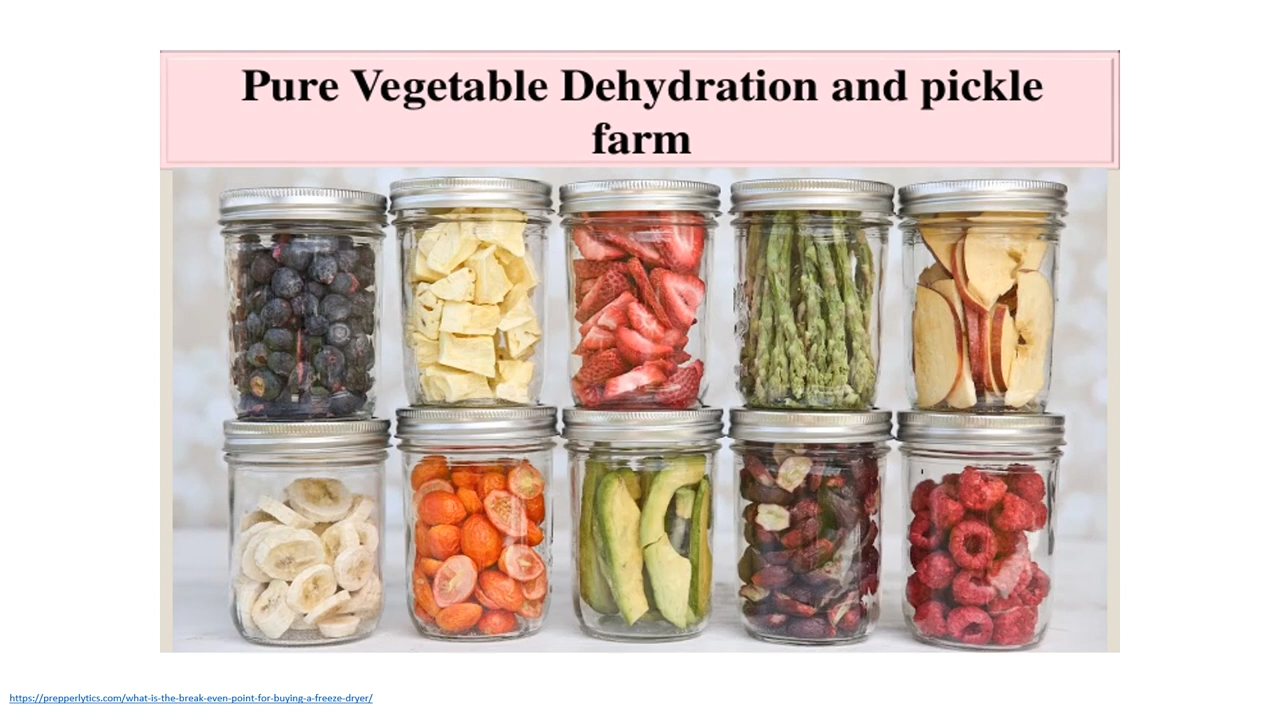 Pure Vegetable Dehydration and pickle
farm
https://prepperlytics.com/what-is-the-break-even-point-for-buying-a-freeze-dryer/